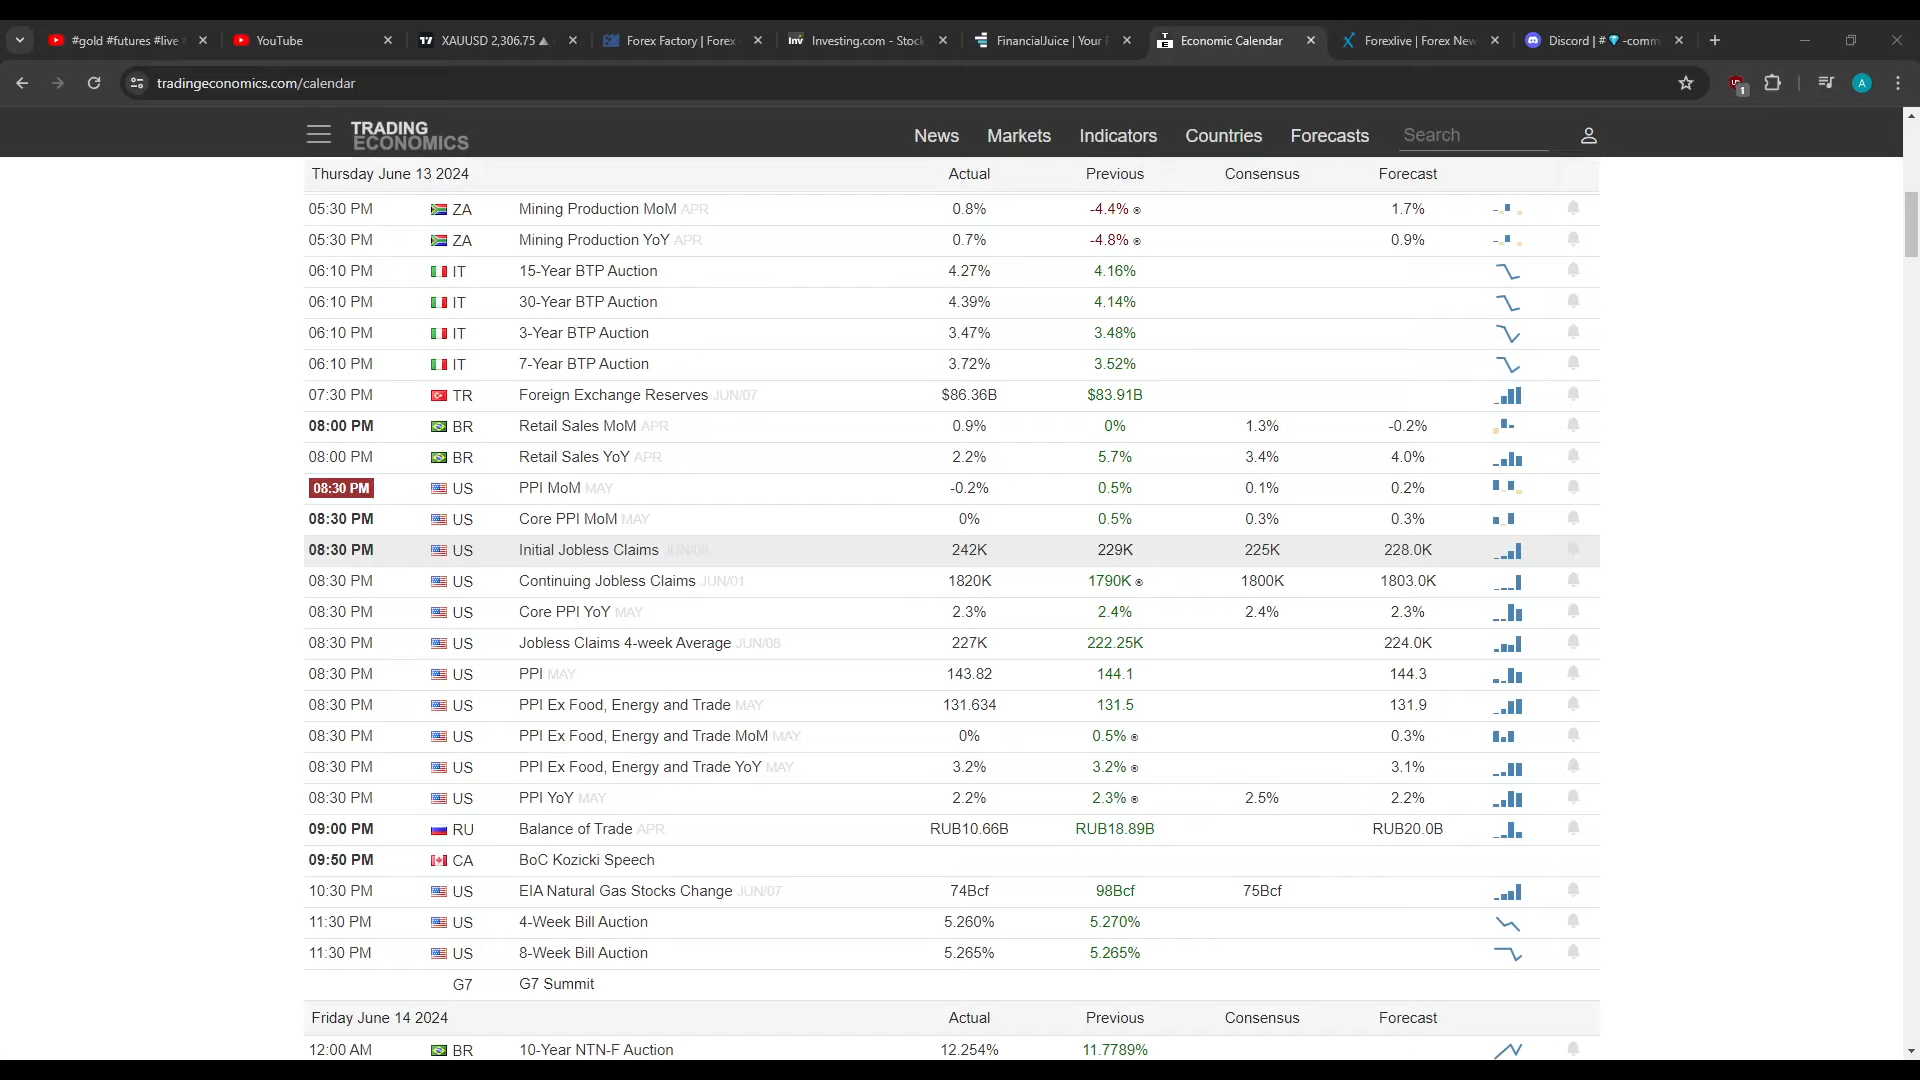 #gold #futures #live
YouTube
XAUUSD 2,306.75 ▲
Forex Factory | Forex
Investing.com - Stock
FinancialJuice | Your F
Economic Calendar
Forexlive | Forex New
Discord | # 💎-comm
tradingeconomics.com/calendar
1
A
TRADING
ECONOMICS
News Markets Indicators Countries Forecasts Search
Thursday June 13 2024 Actual Previous Consensus Forecast
05:30 PM ZA Mining Production MoM APR 0.8% -4.4% 1.7%
05:30 PM ZA Mining Production YoY APR 0.7% -4.8% 0.9%
06:10 PM IT 15-Year BTP Auction 4.27% 4.16%
06:10 PM IT 30-Year BTP Auction 4.39% 4.14%
06:10 PM IT 3-Year BTP Auction 3.47% 3.48%
06:10 PM IT 7-Year BTP Auction 3.72% 3.52%
07:30 PM TR Foreign Exchange Reserves JUN/07 $86.36B $83.91B
08:00 PM BR Retail Sales MoM APR 0.9% 0% 1.3% -0.2%
08:00 PM BR Retail Sales YoY APR 2.2% 5.7% 3.4% 4.0%
08:30 PM US PPI MoM MAY -0.2% 0.5% 0.1% 0.2%
08:30 PM US Core PPI MoM MAY 0% 0.5% 0.3% 0.3%
08:30 PM US Initial Jobless Claims JUN/08 242K 229K 225K 228.0K
08:30 PM US Continuing Jobless Claims JUN/01 1820K 1790K 1800K 1803.0K
08:30 PM US Core PPI YoY MAY 2.3% 2.4% 2.4% 2.3%
08:30 PM US Jobless Claims 4-week Average JUN/08 227K 222.25K 224.0K
08:30 PM US PPI MAY 143.82 144.1 144.3
08:30 PM US PPI Ex Food, Energy and Trade MAY 131.634 131.5 131.9
08:30 PM US PPI Ex Food, Energy and Trade MoM MAY 0% 0.5% 0.3%
08:30 PM US PPI Ex Food, Energy and Trade YoY MAY 3.2% 3.2% 3.1%
08:30 PM US PPI YoY MAY 2.2% 2.3% 2.5% 2.2%
09:00 PM RU Balance of Trade APR RUB10.66B RUB18.89B RUB20.0B
09:50 PM CA BoC Kozicki Speech
10:30 PM US EIA Natural Gas Stocks Change JUN/07 74Bcf 98Bcf 75Bcf
11:30 PM US 4-Week Bill Auction 5.260% 5.270%
11:30 PM US 8-Week Bill Auction 5.265% 5.265%
G7 G7 Summit
Friday June 14 2024 Actual Previous Consensus Forecast
12:00 AM BR 10-Year NTN-F Auction 12.254% 11.7789%